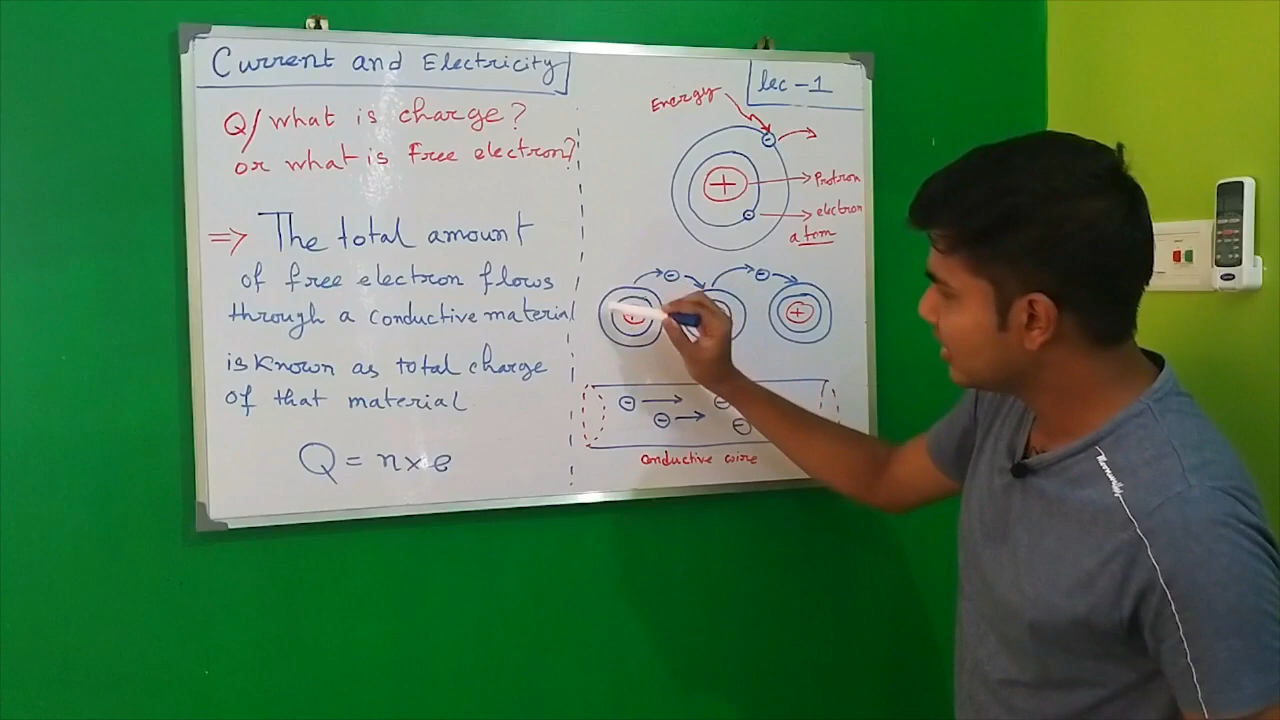 Current and Electricity
Q/ What is charge?
or what is free electron?
⇒ The total amount
of free electron flows
through a conductive material
is known as total charge
of that material
Q = n×e
lec-1
Energy
+
Protron
electron
atom
+
conductive wire